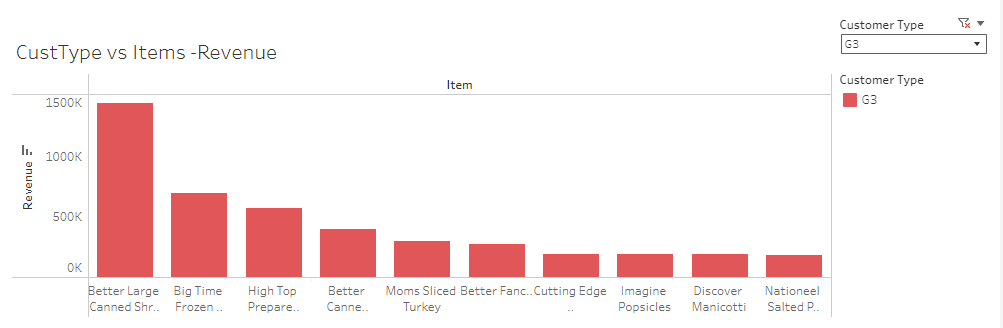 Customer Type
G3
CustType vs Items -Revenue
Item
Customer Type
G3
Revenue
1500K
1000K
500K
0K
Better Large
Canned Shr..
Big Time
Frozen ..
High Top
Prepare..
Better
Canne..
Moms Sliced
Turkey
Better Fanc..
Cutting Edge
..
Imagine
Popsicles
Discover
Manicotti
Nationeel
Salted P..